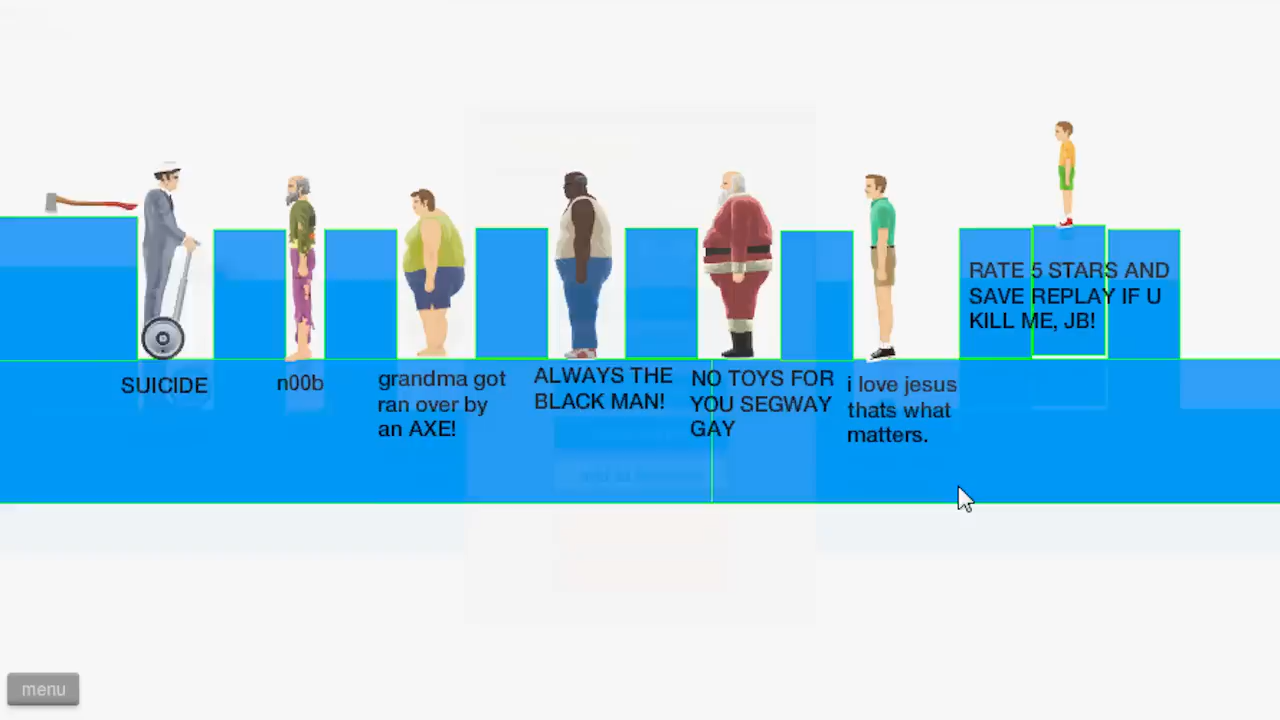 SUICIDE
n00b
grandma got
ran over by
an AXE!
ALWAYS THE
BLACK MAN!
NO TOYS FOR
YOU SEGWAY
GAY
i love jesus
thats what
matters.
RATE 5 STARS AND
SAVE REPLAY IF U
KILL ME, JB!
menu